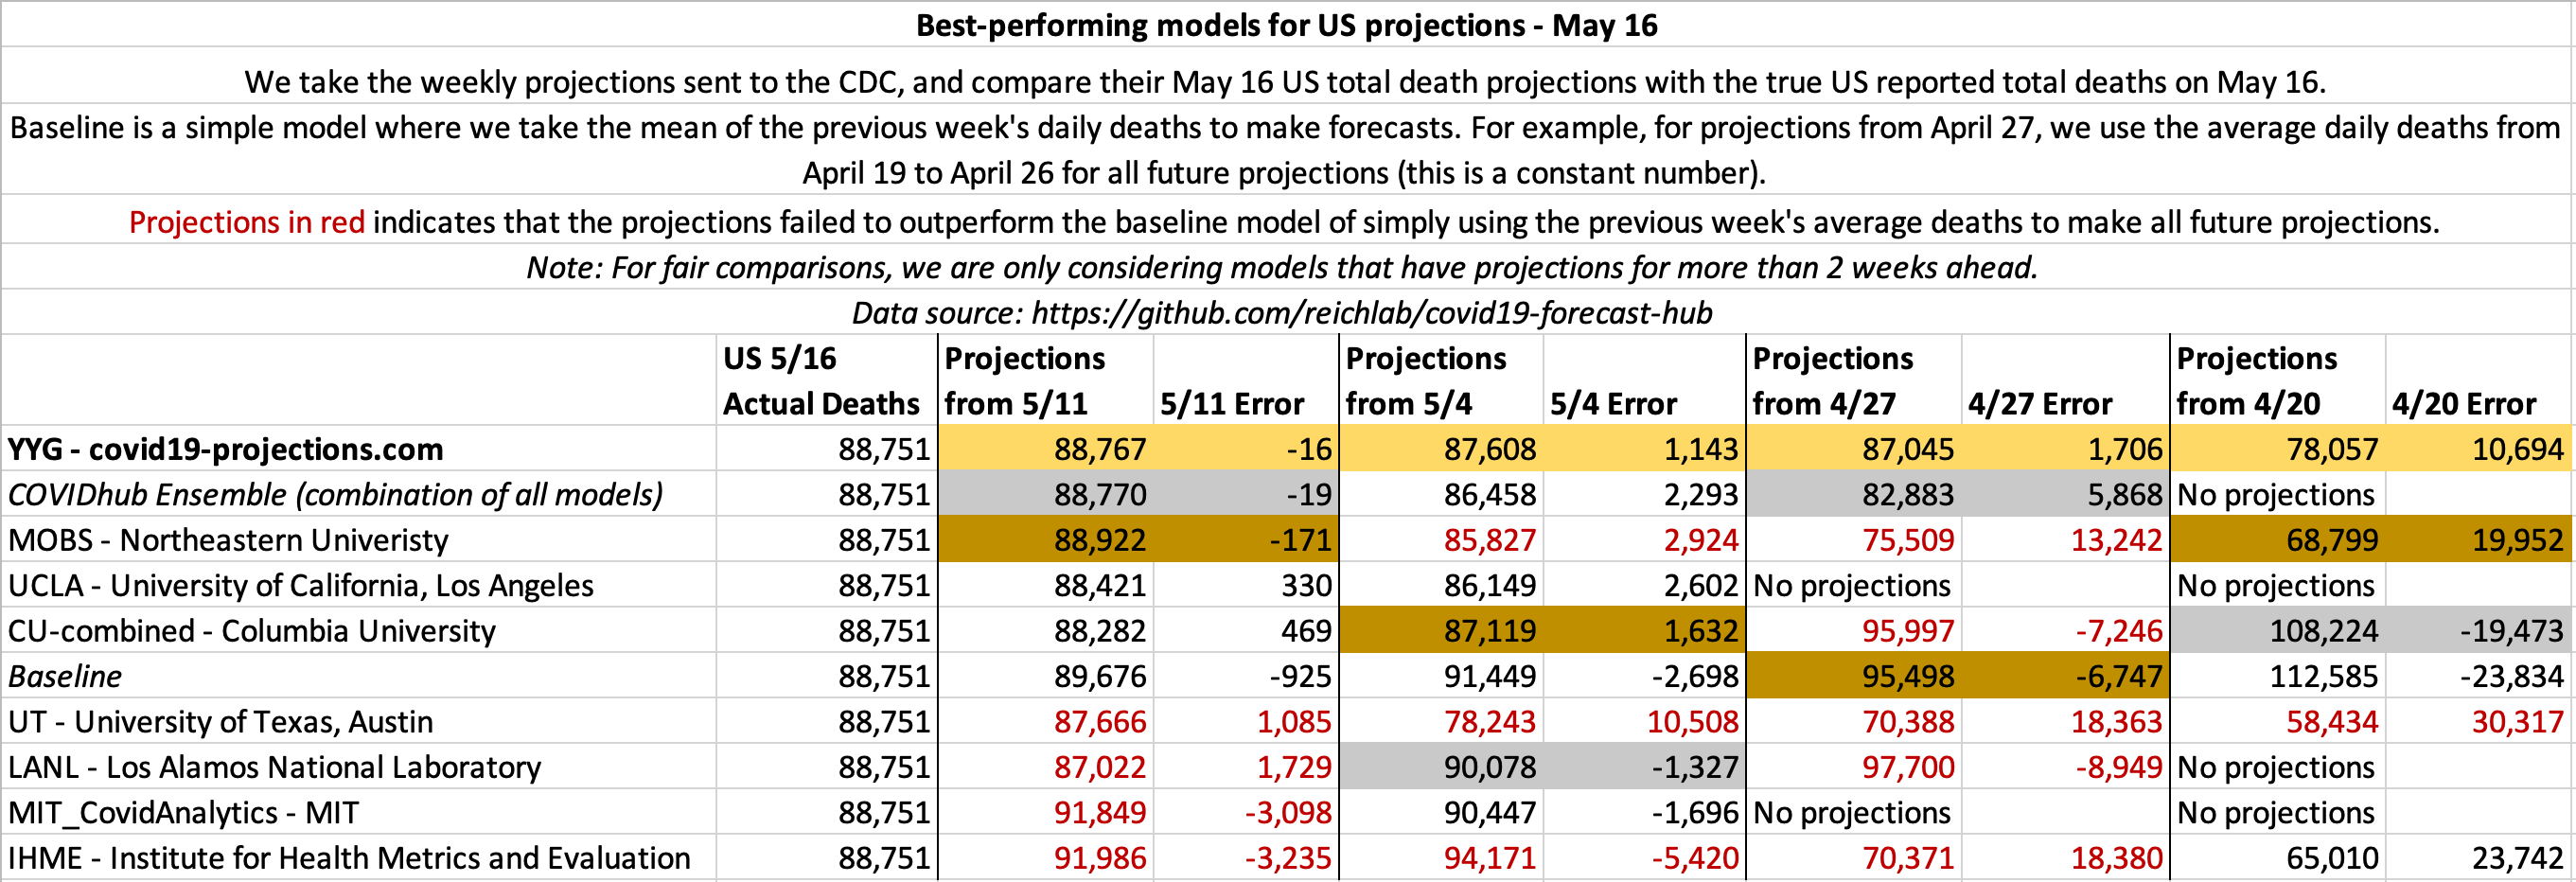 Best-performing models for US projections - May 16
We take the weekly projections sent to the CDC, and compare their May 16 US total death projections with the true US reported total deaths on May 16.
Baseline is a simple model where we take the mean of the previous week's daily deaths to make forecasts. For example, for projections from April 27, we use the average daily deaths from
April 19 to April 26 for all future projections (this is a constant number).
Projections in red indicates that the projections failed to outperform the baseline model of simply using the previous week's average deaths to make all future projections.
Note: For fair comparisons, we are only considering models that have projections for more than 2 weeks ahead.
Data source: https://github.com/reichlab/covid19-forecast-hub
US 5/16 Projections Projections Projections Projections
Actual Deaths from 5/11 5/11 Error from 5/4 5/4 Error from 4/27 4/27 Error from 4/20 4/20 Error
YYG - covid19-projections.com 88,751 88,767 -16 87,608 1,143 87,045 1,706 78,057 10,694
COVIDhub Ensemble (combination of all models) 88,751 88,770 -19 86,458 2,293 82,883 5,868 No projections
MOBS - Northeastern Univeristy 88,751 88,922 -171 85,827 2,924 75,509 13,242 68,799 19,952
UCLA - University of California, Los Angeles 88,751 88,421 330 86,149 2,602 No projections No projections
CU-combined - Columbia University 88,751 88,282 469 87,119 1,632 95,997 -7,246 108,224 -19,473
Baseline 88,751 89,676 -925 91,449 -2,698 95,498 -6,747 112,585 -23,834
UT - University of Texas, Austin 88,751 87,666 1,085 78,243 10,508 70,388 18,363 58,434 30,317
LANL - Los Alamos National Laboratory 88,751 87,022 1,729 90,078 -1,327 97,700 -8,949 No projections
MIT_CovidAnalytics - MIT 88,751 91,849 -3,098 90,447 -1,696 No projections No projections
IHME - Institute for Health Metrics and Evaluation 88,751 91,986 -3,235 94,171 -5,420 70,371 18,380 65,010 23,742